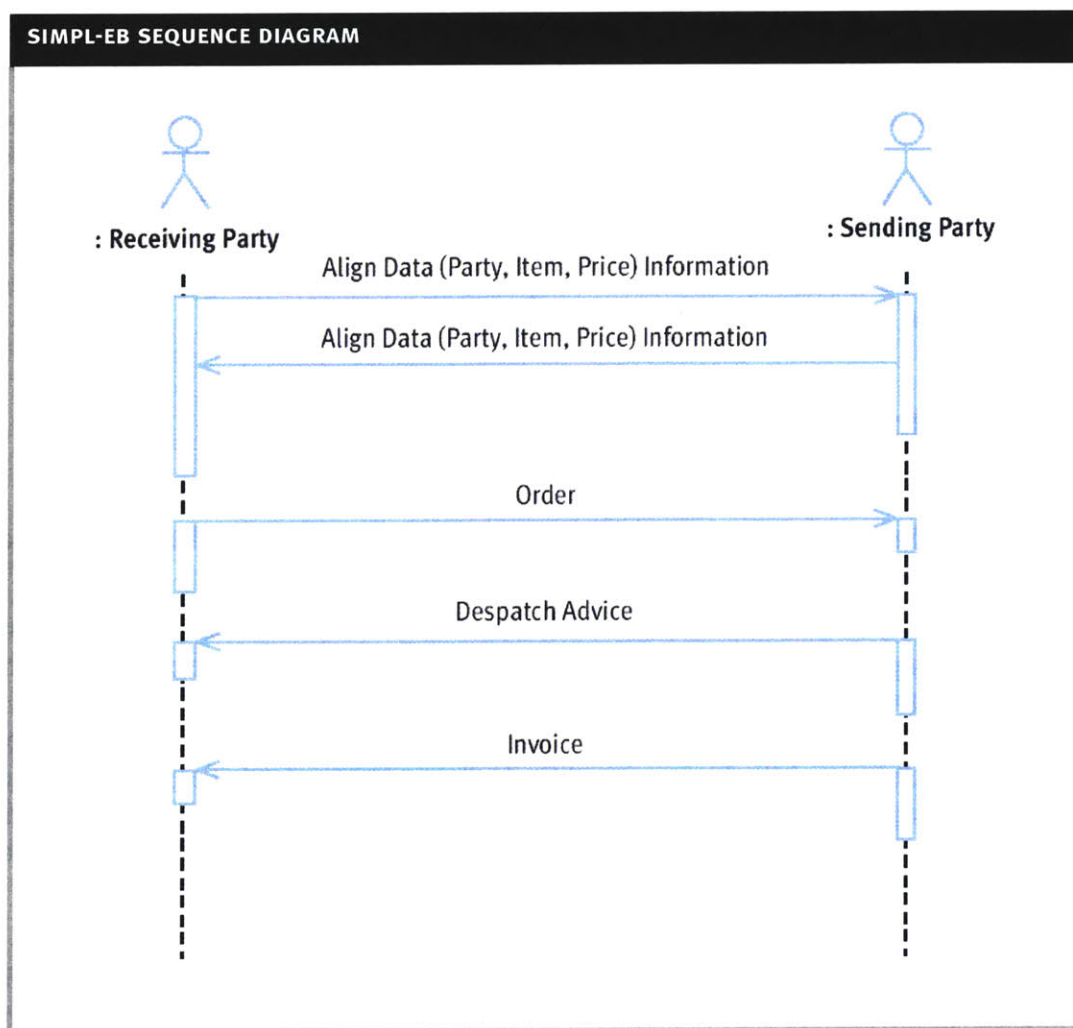 SIMPL-EB SEQUENCE DIAGRAM
: Receiving Party
: Sending Party
Align Data (Party, Item, Price) Information
Align Data (Party, Item, Price) Information
Order
Despatch Advice
Invoice